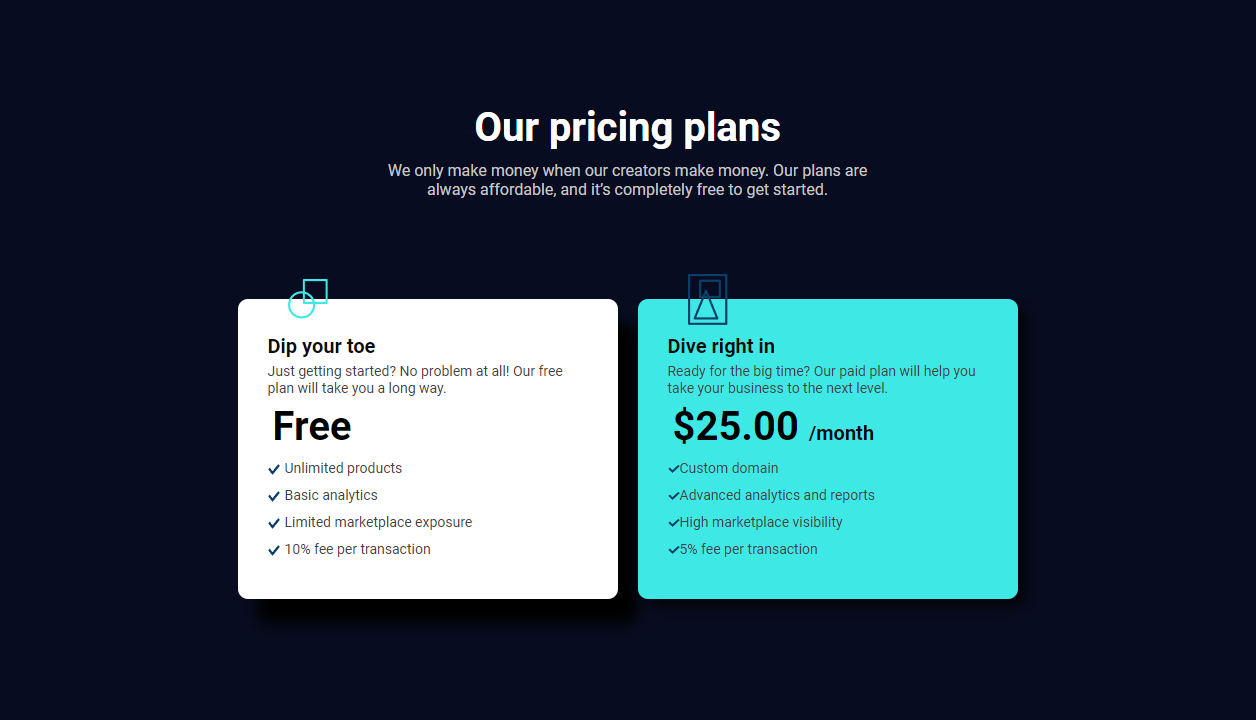 Our pricing plans
We only make money when our creators make money. Our plans are
always affordable, and it’s completely free to get started.
Dip your toe
Just getting started? No problem at all! Our free
plan will take you a long way.
Free
Unlimited products
Basic analytics
Limited marketplace exposure
10% fee per transaction
Dive right in
Ready for the big time? Our paid plan will help you
take your business to the next level.
$25.00 /month
Custom domain
Advanced analytics and reports
High marketplace visibility
5% fee per transaction